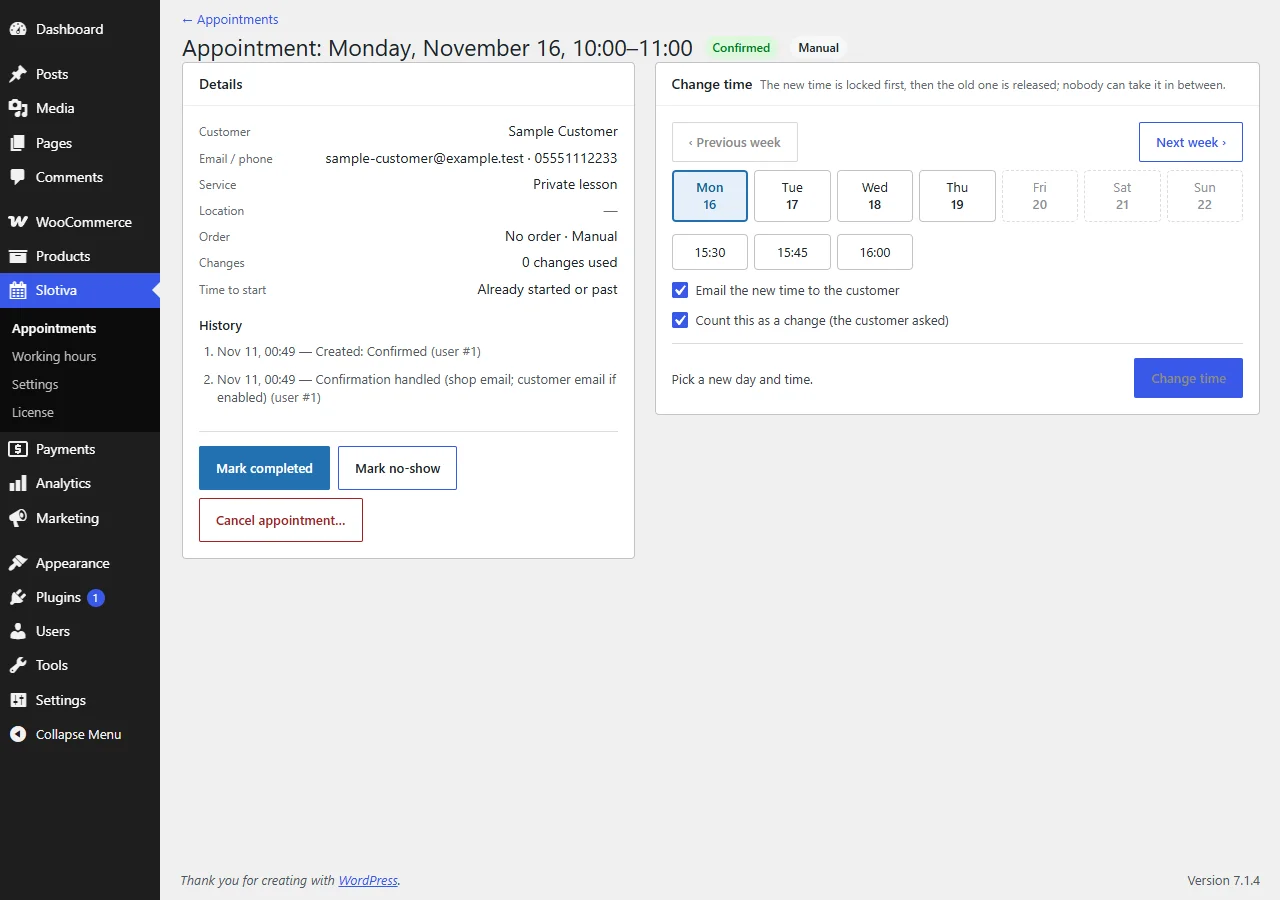 Dashboard
Posts
Media
Pages
Comments
WooCommerce
Products
Slotiva
Appointments
Working hours
Settings
License
Payments
Analytics
Marketing
Appearance
Plugins 1
Users
Tools
Settings
Collapse Menu
← Appointments
Appointment: Monday, November 16, 10:00–11:00 Confirmed Manual
Details
Customer Sample Customer
Email / phone sample-customer@example.test · 05551112233
Service Private lesson
Location —
Order No order · Manual
Changes 0 changes used
Time to start Already started or past
History
1. Nov 11, 00:49 — Created: Confirmed (user #1)
2. Nov 11, 00:49 — Confirmation handled (shop email; customer email if
enabled) (user #1)
Mark completed Mark no-show
Cancel appointment...
Change time The new time is locked first, then the old one is released; nobody can take it in between.
‹ Previous week Next week ›
Mon Tue Wed Thu Fri Sat Sun
16 17 18 19 20 21 22
15:30 15:45 16:00
Email the new time to the customer
Count this as a change (the customer asked)
Pick a new day and time. Change time
Thank you for creating with WordPress. Version 7.1.4